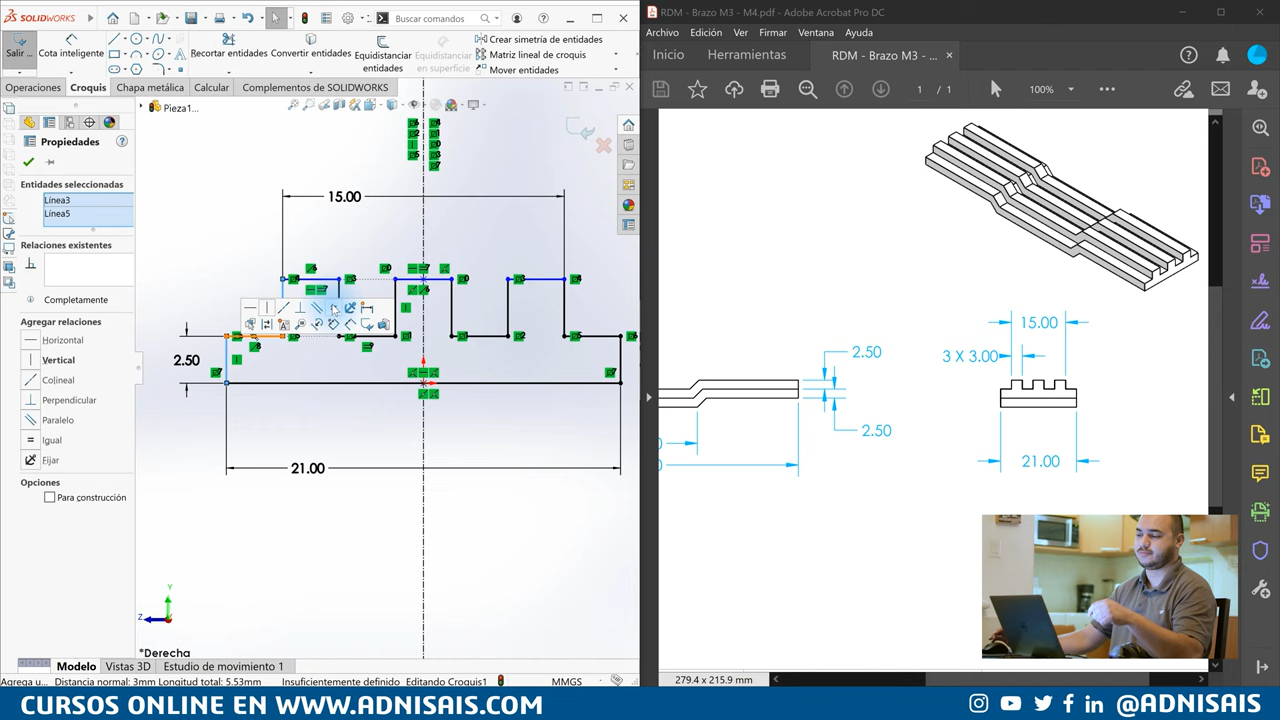 SOLIDWORKS
Buscar comandos
RDM - Brazo M3 - M4.pdf - Adobe Acrobat Pro DC
Archivo Edición Ver Firmar Ventana Ayuda
Salir ...
Cota inteligente
Recortar entidades
Convertir entidades
Equidistanciar entidades
Equidistanciar en superficie
Crear simetría de entidades
Matriz lineal de croquis
Mover entidades
Inicio Herramientas RDM - Brazo M3 - ... ×
1 / 1 100%
Operaciones Croquis Chapa metálica Calcular Complementos de SOLIDWORKS
Pieza1...
Propiedades
Entidades seleccionadas
Línea3
Línea5
Relaciones existentes
Completamente
Agregar relaciones
Horizontal
Vertical
Colineal
Perpendicular
Paralelo
Igual
Fijar
Opciones
Para construcción
15.00
2.50
21.00
Y
Z
*Derecha
15.00
3 X 3.00
2.50
2.50
21.00
Modelo Vistas 3D Estudio de movimiento 1
Agrega u... Distancia normal: 3mm Longitud total: 5.53mm Insuficientemente definido Editando Croquis1 MMGS
279.4 x 215.9 mm
CURSOS ONLINE EN WWW.ADNISAIS.COM
@ADNISAIS